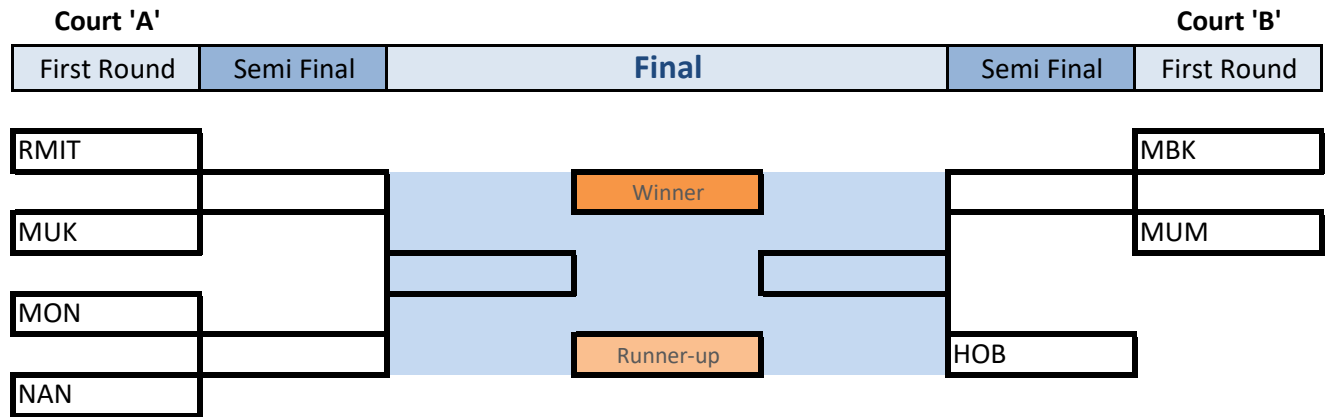 Court 'A' Court 'B'
First Round Semi Final Final Semi Final First Round
RMIT MBK
Winner
MUK MUM
MON
Runner-up HOB
NAN